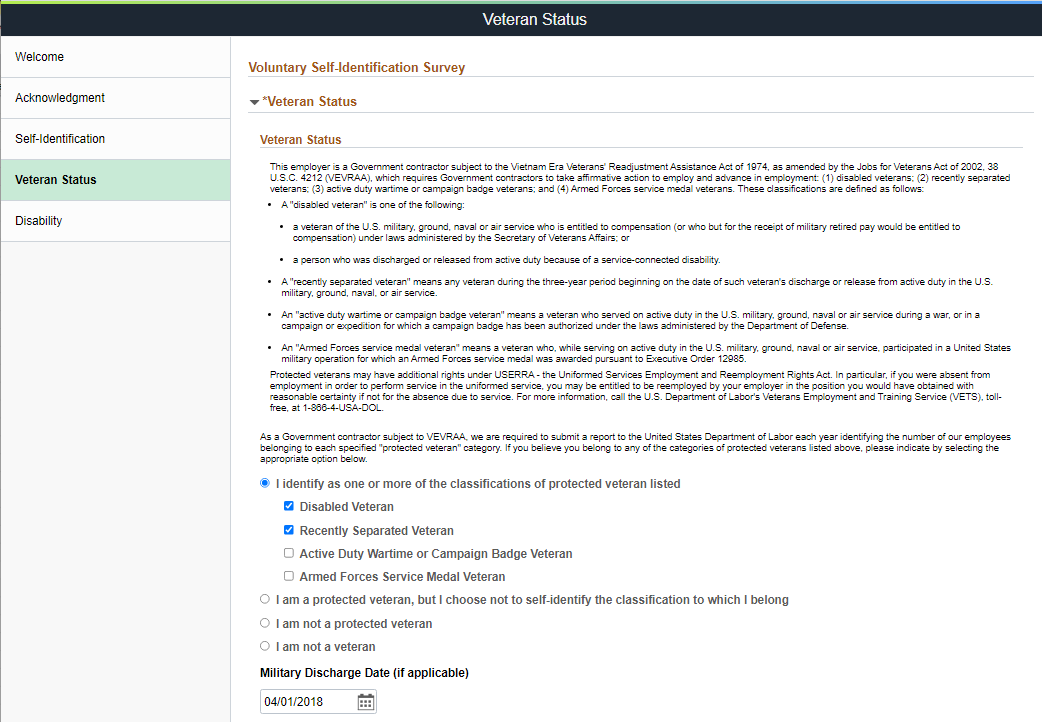 Veteran Status
Welcome
Acknowledgment
Self-Identification
Veteran Status
Disability
Voluntary Self-Identification Survey
*Veteran Status
Veteran Status
This employer is a Government contractor subject to the Vietnam Era Veterans' Readjustment Assistance Act of 1974, as amended by the Jobs for Veterans Act of 2002, 38
U.S.C. 4212 (VEVRAA), which requires Government contractors to take affirmative action to employ and advance in employment: (1) disabled veterans; (2) recently separated
veterans; (3) active duty wartime or campaign badge veterans; and (4) Armed Forces service medal veterans. These classifications are defined as follows:
• A "disabled veteran" is one of the following:
• a veteran of the U.S. military, ground, naval or air service who is entitled to compensation (or who but for the receipt of military retired pay would be entitled to
compensation) under laws administered by the Secretary of Veterans Affairs; or
• a person who was discharged or released from active duty because of a service-connected disability.
• A "recently separated veteran" means any veteran during the three-year period beginning on the date of such veteran's discharge or release from active duty in the U.S.
military, ground, naval, or air service.
• An "active duty wartime or campaign badge veteran" means a veteran who served on active duty in the U.S. military, ground, naval or air service during a war, or in a
campaign or expedition for which a campaign badge has been authorized under the laws administered by the Department of Defense.
• An "Armed Forces service medal veteran" means a veteran who, while serving on active duty in the U.S. military, ground, naval or air service, participated in a United States
military operation for which an Armed Forces service medal was awarded pursuant to Executive Order 12985.
Protected veterans may have additional rights under USERRA - the Uniformed Services Employment and Reemployment Rights Act. In particular, if you were absent from
employment in order to perform service in the uniformed service, you may be entitled to be reemployed by your employer in the position you would have obtained with
reasonable certainty if not for the absence due to service. For more information, call the U.S. Department of Labor's Veterans Employment and Training Service (VETS), toll-
free, at 1-866-4-USA-DOL.
As a Government contractor subject to VEVRAA, we are required to submit a report to the United States Department of Labor each year identifying the number of our employees
belonging to each specified "protected veteran" category. If you believe you belong to any of the categories of protected veterans listed above, please indicate by selecting the
appropriate option below.
I identify as one or more of the classifications of protected veteran listed
Disabled Veteran
Recently Separated Veteran
Active Duty Wartime or Campaign Badge Veteran
Armed Forces Service Medal Veteran
I am a protected veteran, but I choose not to self-identify the classification to which I belong
I am not a protected veteran
I am not a veteran
Military Discharge Date (if applicable)
04/01/2018